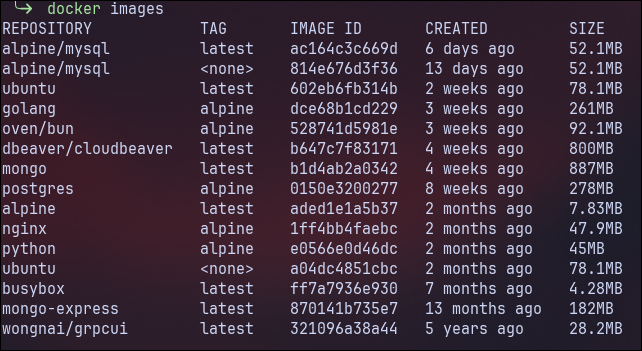 ╰─> docker images
REPOSITORY TAG IMAGE ID CREATED SIZE
alpine/mysql latest ac164c3c669d 6 days ago 52.1MB
alpine/mysql <none> 814e676d3f36 13 days ago 52.1MB
ubuntu latest 602eb6fb314b 2 weeks ago 78.1MB
golang alpine dce68b1cd229 3 weeks ago 261MB
oven/bun alpine 528741d5981e 3 weeks ago 92.1MB
dbeaver/cloudbeaver latest b647c7f83171 4 weeks ago 800MB
mongo latest b1d4ab2a0342 4 weeks ago 887MB
postgres alpine 0150e3200277 8 weeks ago 278MB
alpine latest aded1e1a5b37 2 months ago 7.83MB
nginx alpine 1ff4bb4faebc 2 months ago 47.9MB
python alpine e0566e0d46dc 2 months ago 45MB
ubuntu <none> a04dc4851cbc 2 months ago 78.1MB
busybox latest ff7a7936e930 7 months ago 4.28MB
mongo-express latest 870141b735e7 13 months ago 182MB
wongnai/grpcui latest 321096a38a44 5 years ago 28.2MB